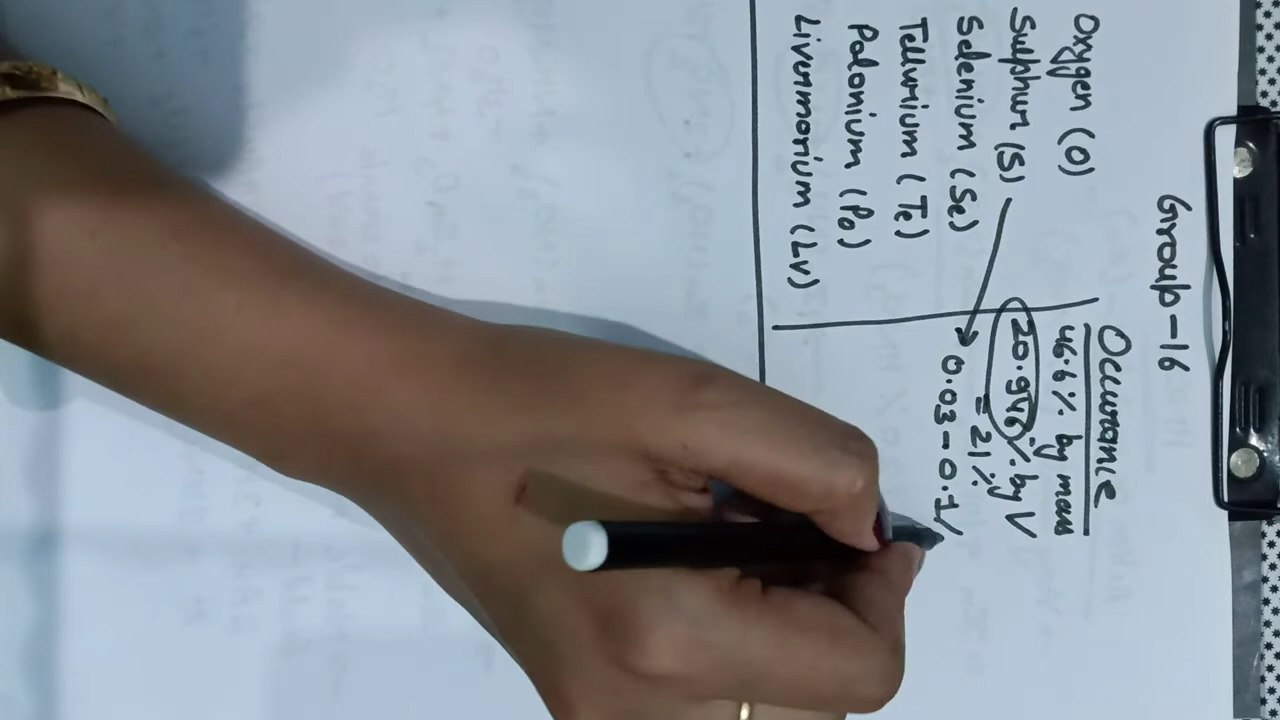 Group-16
Occurance
Oxygen (O) 46.6% by mass
20.946% by V
Sulphur (S) = 21%
Selenium (Se) → 0.03-0.1
Tellurium (Te)
Polonium (Po)
Livermorium (Lv)